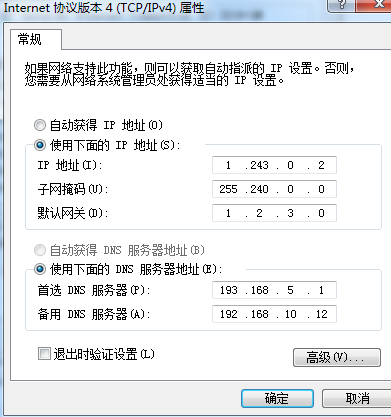 Internet 协议版本 4 (TCP/IPv4) 属性
常规
如果网络支持此功能，则可以获取自动指派的 IP 设置。否则，
您需要从网络系统管理员处获得适当的 IP 设置。
自动获得 IP 地址(O)
使用下面的 IP 地址(S):
IP 地址(I): 1 . 243 . 0 . 2
子网掩码(U): 255 . 240 . 0 . 0
默认网关(D): 1 . 2 . 3 . 0
自动获得 DNS 服务器地址(B)
使用下面的 DNS 服务器地址(E):
首选 DNS 服务器(P): 193 . 168 . 5 . 1
备用 DNS 服务器(A): 192 . 168 . 10 . 12
退出时验证设置(L)
高级(V)...
确定 取消